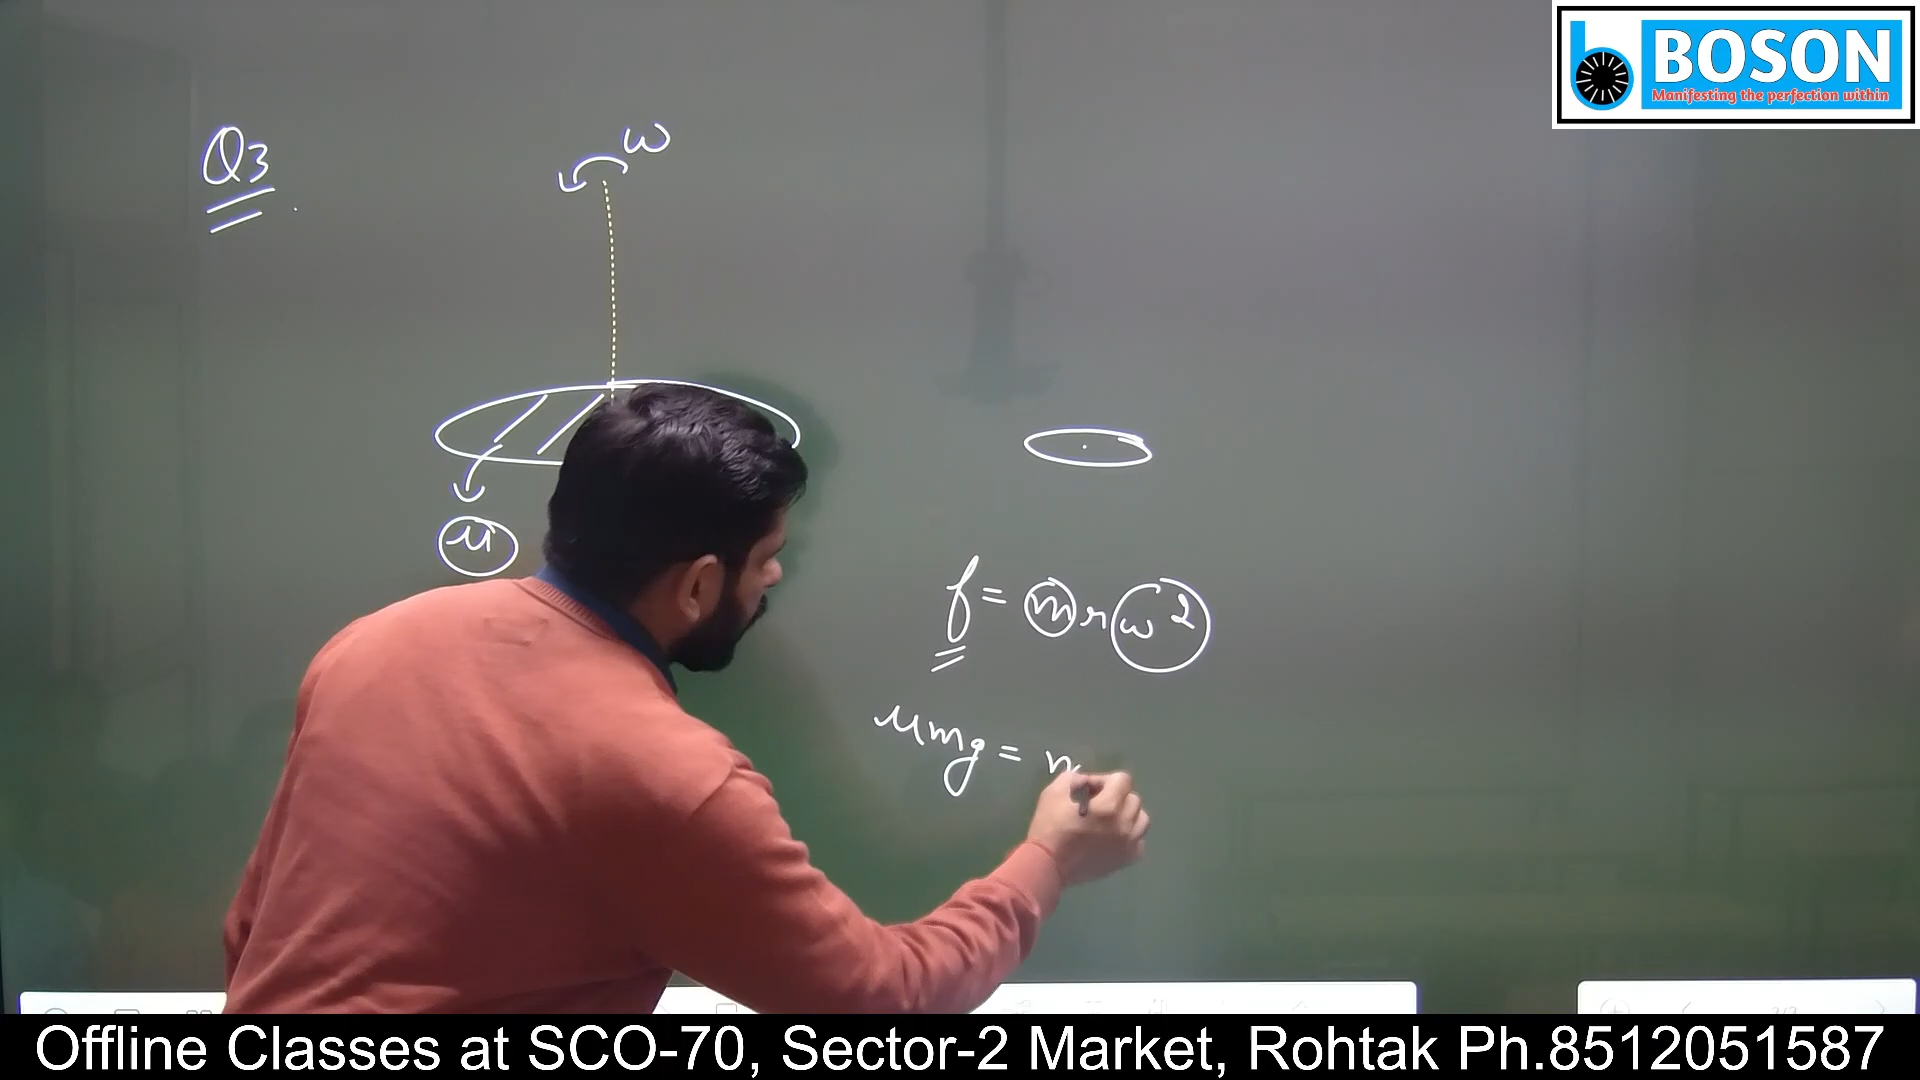 BOSON
Manifesting the perfection within
Q3
ω
μ
f = mrω²
μmg = m
Offline Classes at SCO-70, Sector-2 Market, Rohtak Ph.8512051587